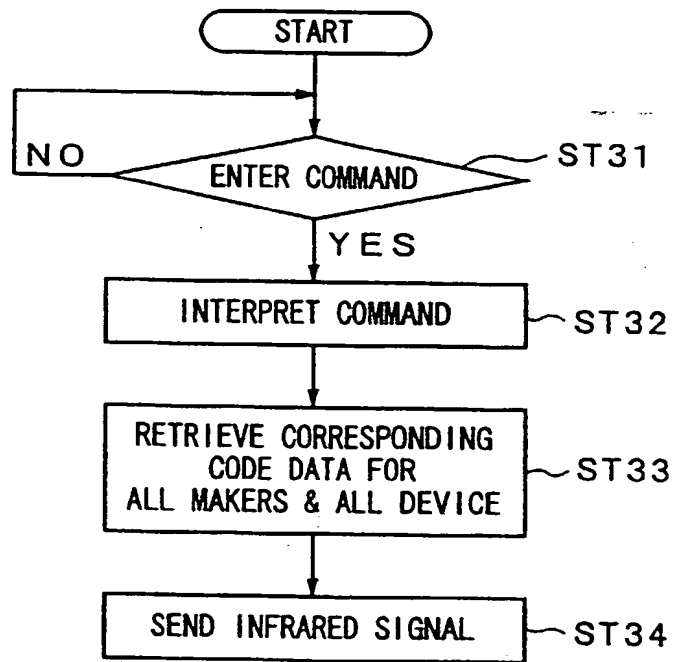 START
NO
ENTER COMMAND
ST31
YES
INTERPRET COMMAND
ST32
RETRIEVE CORRESPONDING
CODE DATA FOR
ALL MAKERS & ALL DEVICE
ST33
SEND INFRARED SIGNAL
ST34